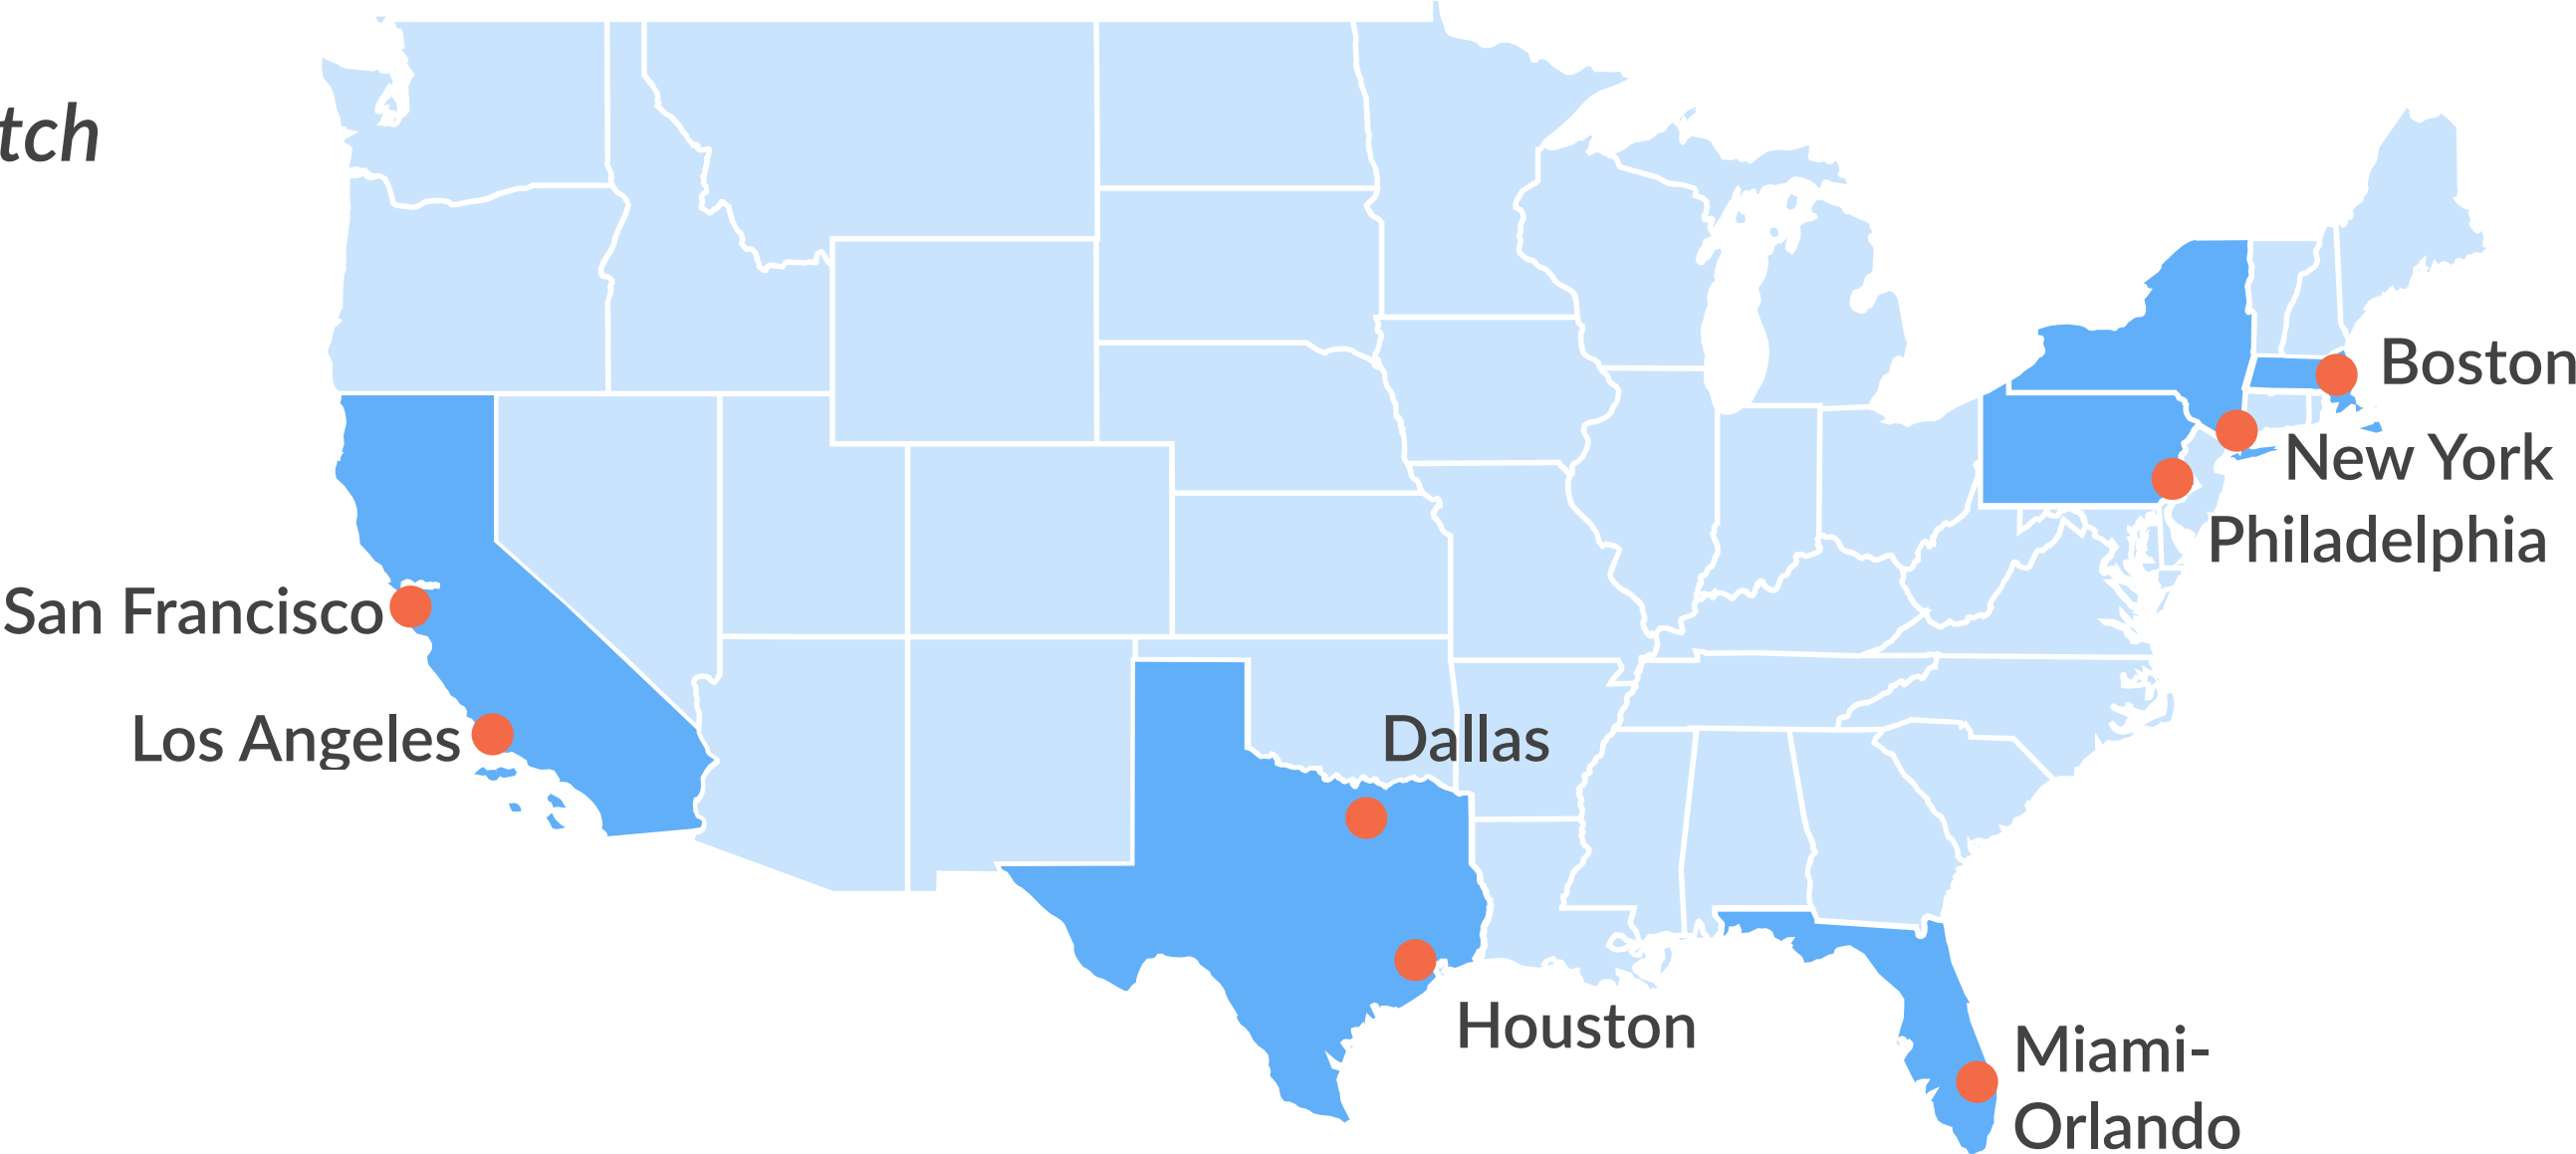 tch
Boston
New York
Philadelphia
San Francisco
Los Angeles
Dallas
Houston
Miami-
Orlando